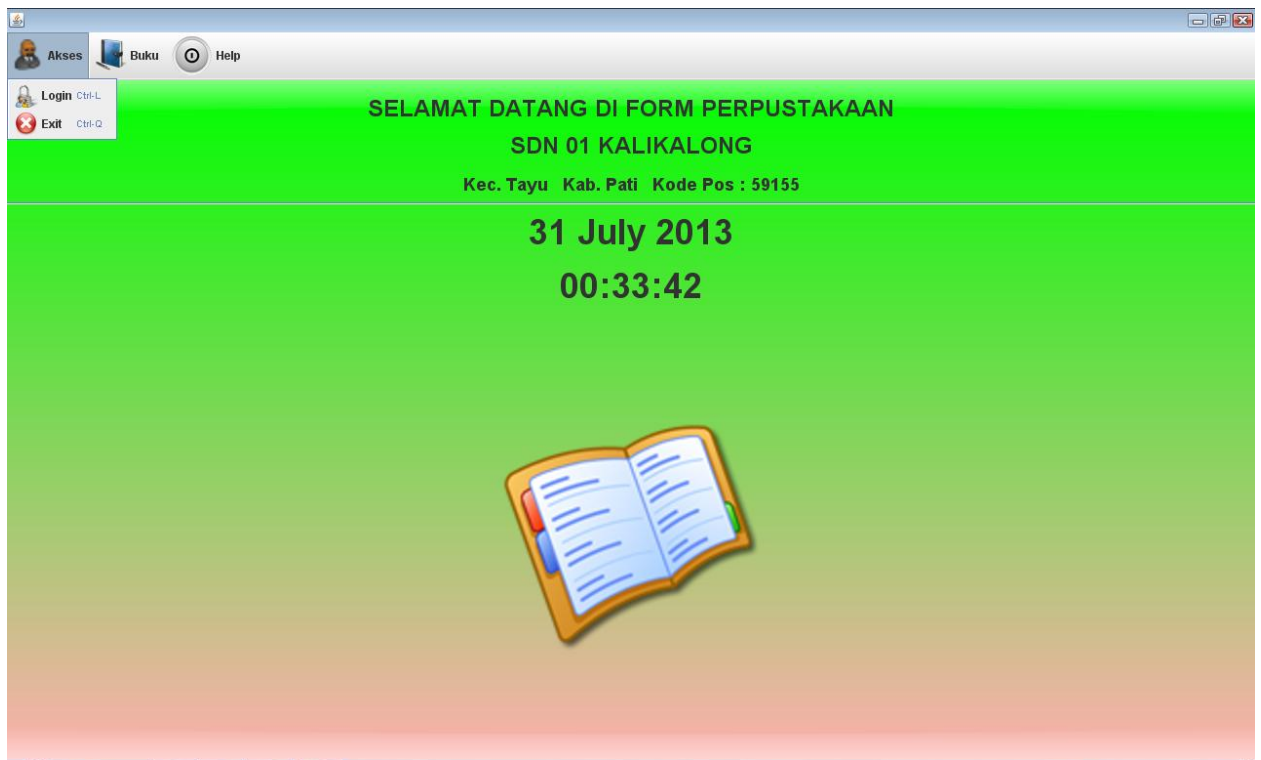 Akses Buku Help
Login Ctrl-L
Exit Ctrl-Q
SELAMAT DATANG DI FORM PERPUSTAKAAN
SDN 01 KALIKALONG
Kec. Tayu Kab. Pati Kode Pos : 59155
31 July 2013
00:33:42